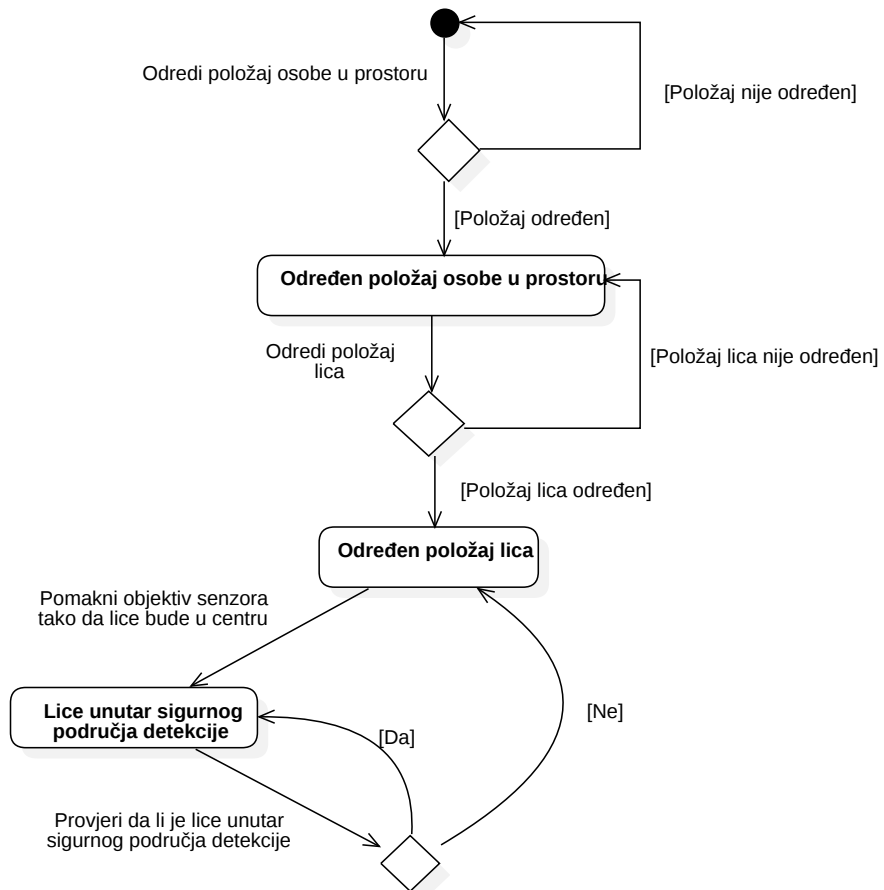 Odredi položaj osobe u prostoru
[Položaj nije određen]
[Položaj određen]
Određen položaj osobe u prostoru
Odredi položaj
lica
[Položaj lica nije određen]
[Položaj lica određen]
Određen položaj lica
Pomakni objektiv senzora
tako da lice bude u centru
Lice unutar sigurnog
područja detekcije
[Da]
[Ne]
Provjeri da li je lice unutar
sigurnog područja detekcije